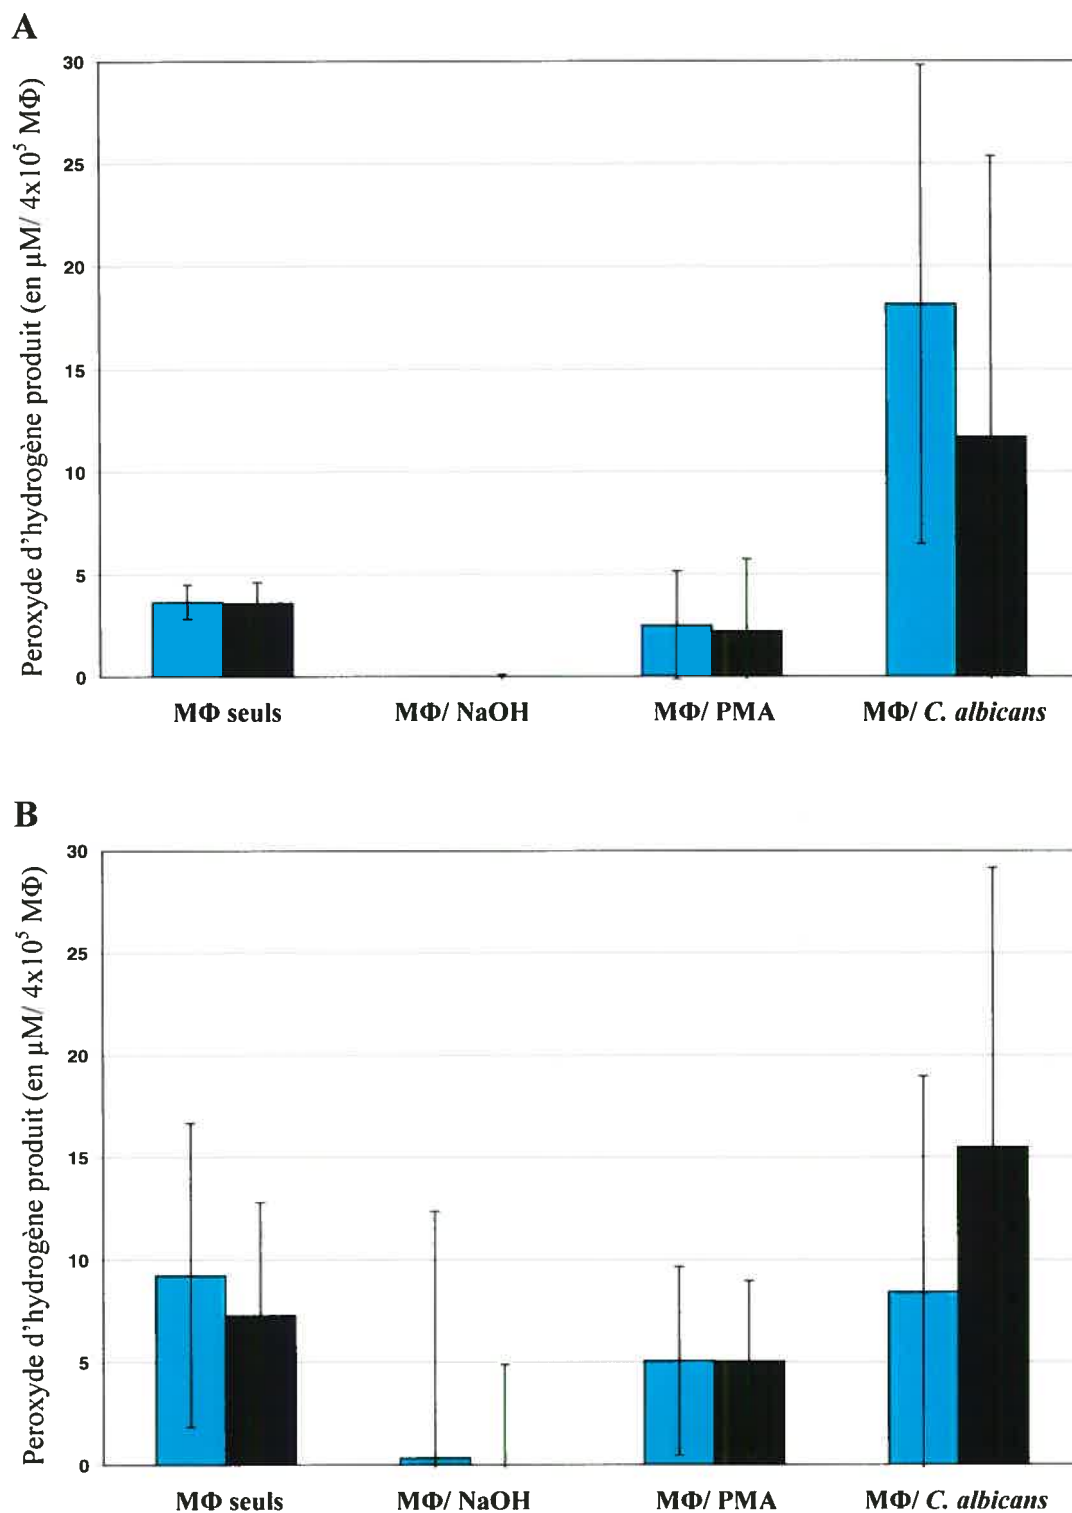 A
Peroxyde d'hydrogène produit (en µM/ 4x10⁵ MΦ)
30
25
20
15
10
5
0
MΦ seuls
MΦ/ NaOH
MΦ/ PMA
MΦ/ C. albicans
B
Peroxyde d'hydrogène produit (en µM/ 4x10⁵ MΦ)
30
25
20
15
10
5
0
MΦ seuls
MΦ/ NaOH
MΦ/ PMA
MΦ/ C. albicans